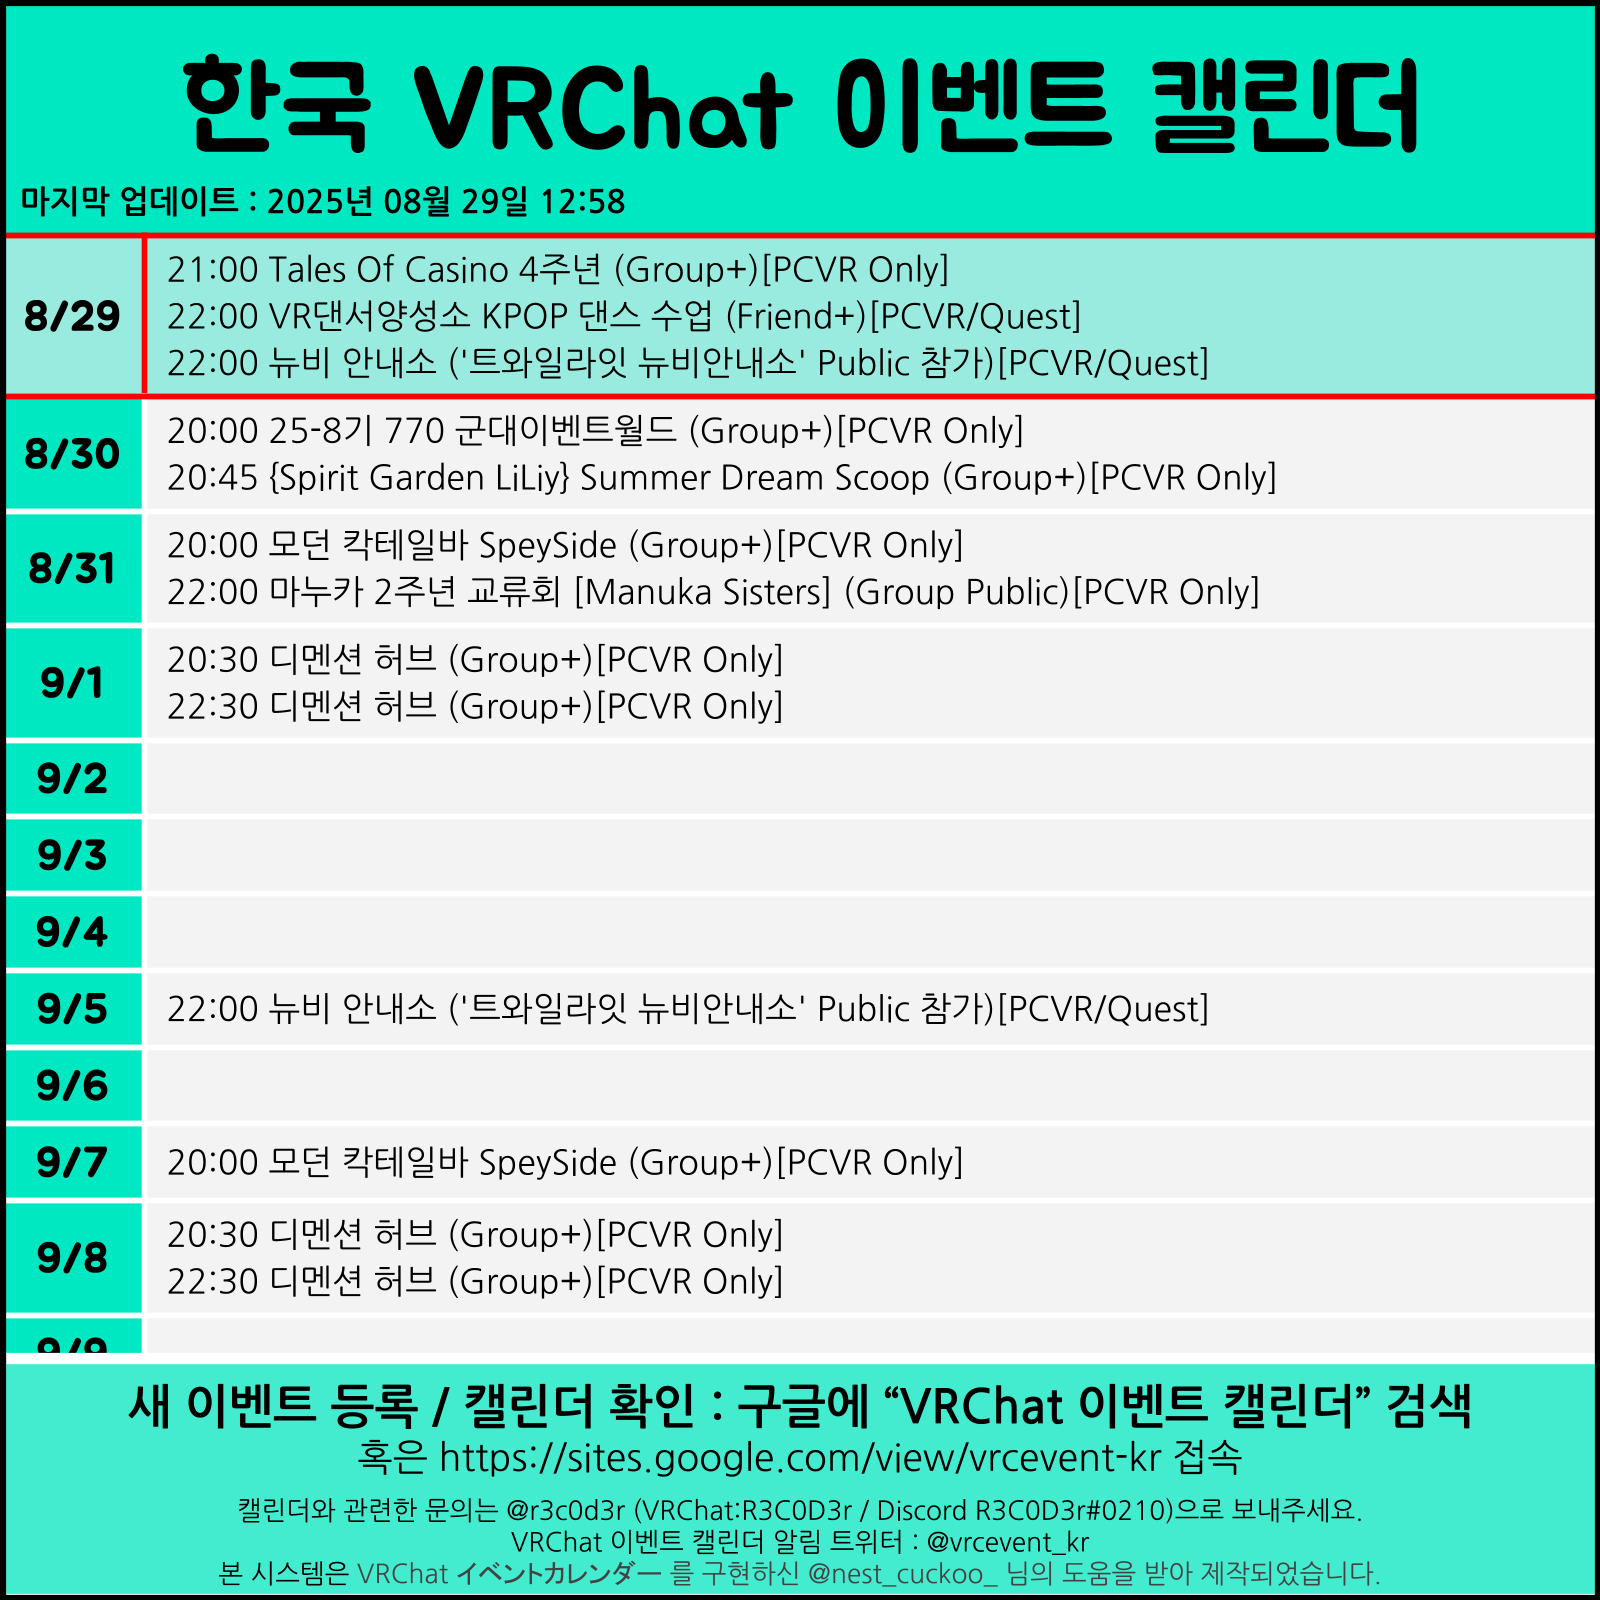 한국 VRChat 이벤트 캘린더
마지막 업데이트 : 2025년 08월 29일 12:58
8/29
21:00 Tales Of Casino 4주년 (Group+)[PCVR Only]
22:00 VR댄서양성소 KPOP 댄스 수업 (Friend+)[PCVR/Quest]
22:00 뉴비 안내소 ('트와일라잇 뉴비안내소' Public 참가)[PCVR/Quest]
8/30
20:00 25-8기 770 군대이벤트월드 (Group+)[PCVR Only]
20:45 {Spirit Garden LiLiy} Summer Dream Scoop (Group+)[PCVR Only]
8/31
20:00 모던 칵테일바 SpeySide (Group+)[PCVR Only]
22:00 마누카 2주년 교류회 [Manuka Sisters] (Group Public)[PCVR Only]
9/1
20:30 디멘션 허브 (Group+)[PCVR Only]
22:30 디멘션 허브 (Group+)[PCVR Only]
9/2
9/3
9/4
9/5
22:00 뉴비 안내소 ('트와일라잇 뉴비안내소' Public 참가)[PCVR/Quest]
9/6
9/7
20:00 모던 칵테일바 SpeySide (Group+)[PCVR Only]
9/8
20:30 디멘션 허브 (Group+)[PCVR Only]
22:30 디멘션 허브 (Group+)[PCVR Only]
9/9
새 이벤트 등록 / 캘린더 확인 : 구글에 “VRChat 이벤트 캘린더” 검색
혹은 https://sites.google.com/view/vrcevent-kr 접속
캘린더와 관련한 문의는 @r3c0d3r (VRChat:R3C0D3r / Discord R3C0D3r#0210)으로 보내주세요.
VRChat 이벤트 캘린더 알림 트위터 : @vrcevent_kr
본 시스템은 VRChat イベントカレンダー 를 구현하신 @nest_cuckoo_ 님의 도움을 받아 제작되었습니다.